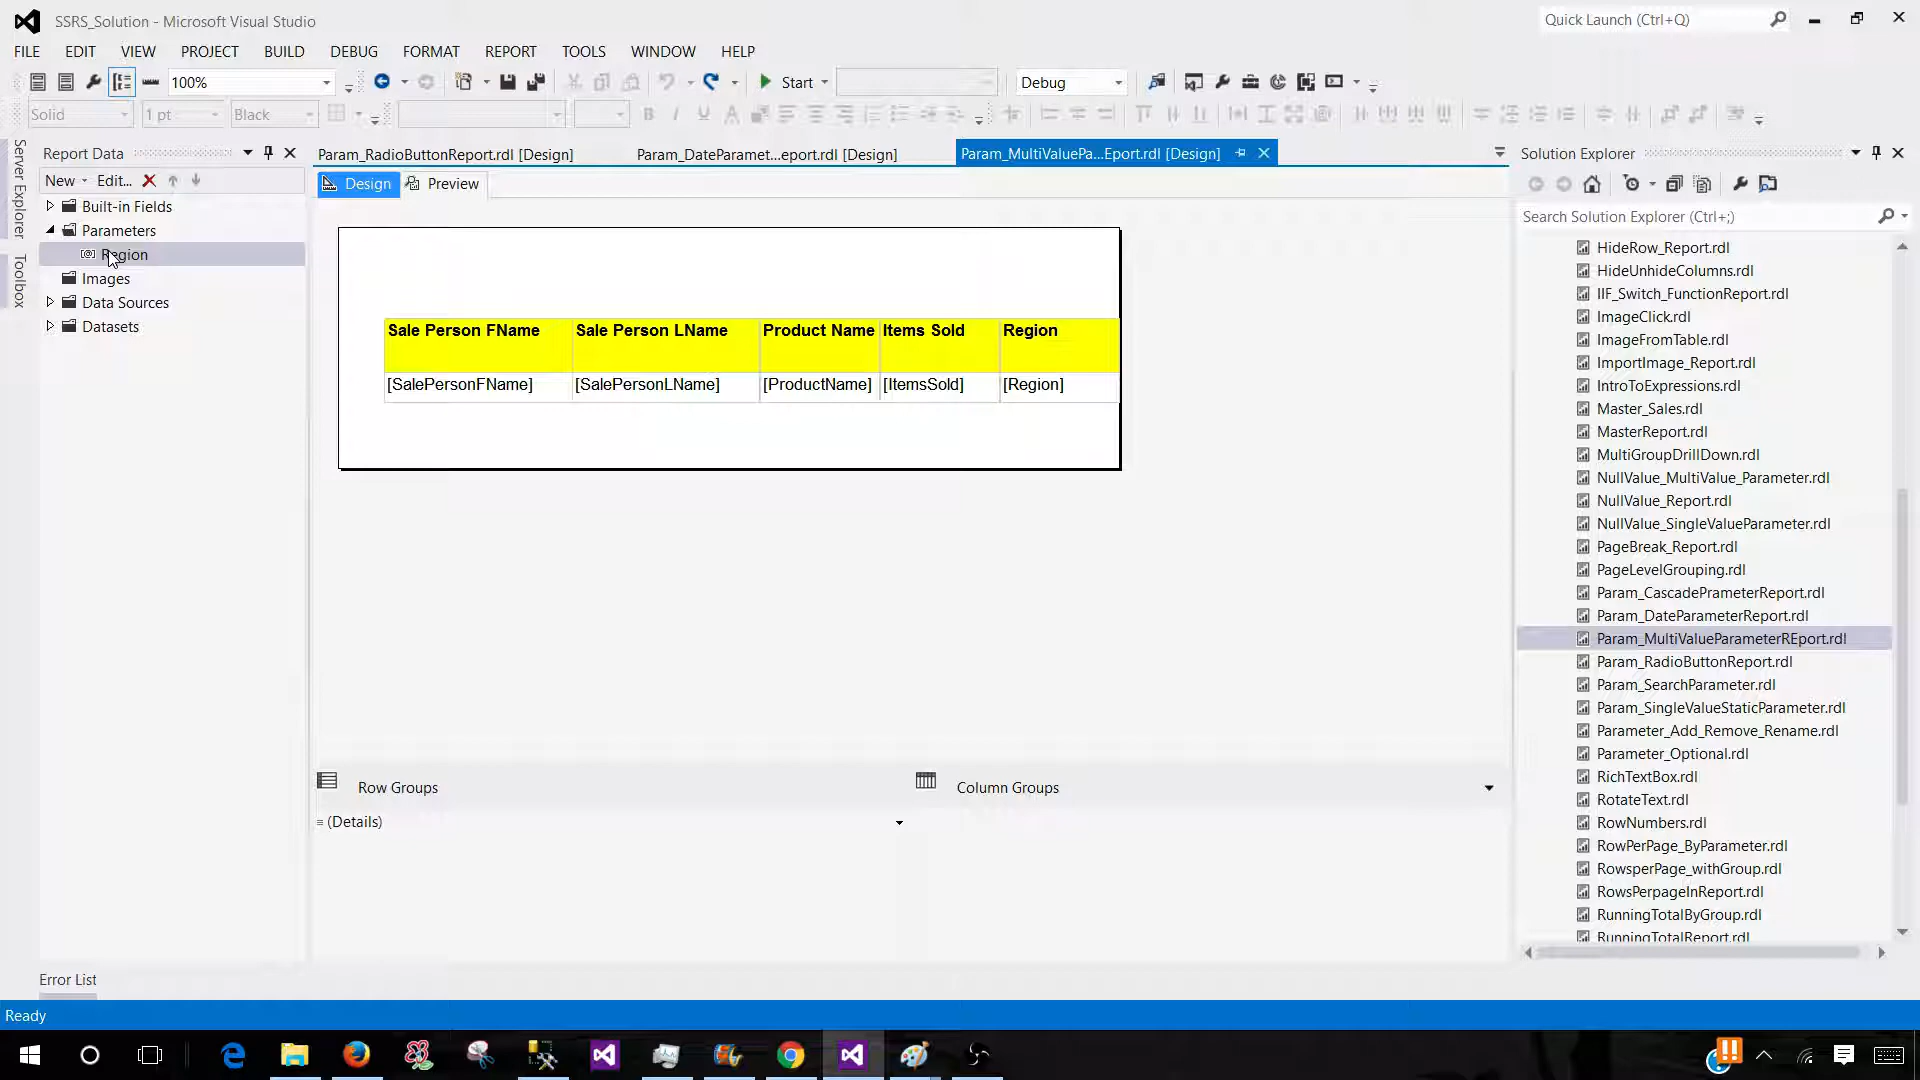 SSRS_Solution - Microsoft Visual Studio
Quick Launch (Ctrl+Q)
FILE EDIT VIEW PROJECT BUILD DEBUG FORMAT REPORT TOOLS WINDOW HELP
100% Start Debug
Solid 1 pt Black B I U A
Server Explorer
Toolbox
Report Data
New Edit...
Built-in Fields
Parameters
Region
Images
Data Sources
Datasets
Param_RadioButtonReport.rdl [Design] Param_DateParamet...eport.rdl [Design] Param_MultiValuePa...Eport.rdl [Design]
Design Preview
Sale Person FName Sale Person LName Product Name Items Sold Region
[SalePersonFName] [SalePersonLName] [ProductName] [ItemsSold] [Region]
Row Groups Column Groups
(Details)
Solution Explorer
Search Solution Explorer (Ctrl+;)
HideRow_Report.rdl
HideUnhideColumns.rdl
IIF_Switch_FunctionReport.rdl
ImageClick.rdl
ImageFromTable.rdl
ImportImage_Report.rdl
IntroToExpressions.rdl
Master_Sales.rdl
MasterReport.rdl
MultiGroupDrillDown.rdl
NullValue_MultiValue_Parameter.rdl
NullValue_Report.rdl
NullValue_SingleValueParameter.rdl
PageBreak_Report.rdl
PageLevelGrouping.rdl
Param_CascadePrameterReport.rdl
Param_DateParameterReport.rdl
Param_MultiValueParameterREport.rdl
Param_RadioButtonReport.rdl
Param_SearchParameter.rdl
Param_SingleValueStaticParameter.rdl
Parameter_Add_Remove_Rename.rdl
Parameter_Optional.rdl
RichTextBox.rdl
RotateText.rdl
RowNumbers.rdl
RowPerPage_ByParameter.rdl
RowsperPage_withGroup.rdl
RowsPerpageInReport.rdl
RunningTotalByGroup.rdl
RunningTotalReport.rdl
Error List
Ready